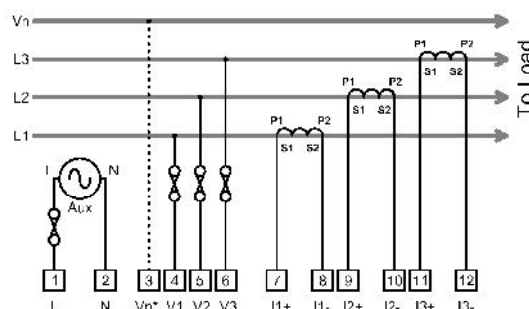 Vn
L3
L2
L1
P1 P2
S1 S2
P1 P2
S1 S2
P1 P2
S1 S2
To Load
L N
Aux
1 2 3 4 5 6 7 8 9 10 11 12
L N Vn* V1 V2 V3 I1+ I1- I2+ I2- I3+ I3-